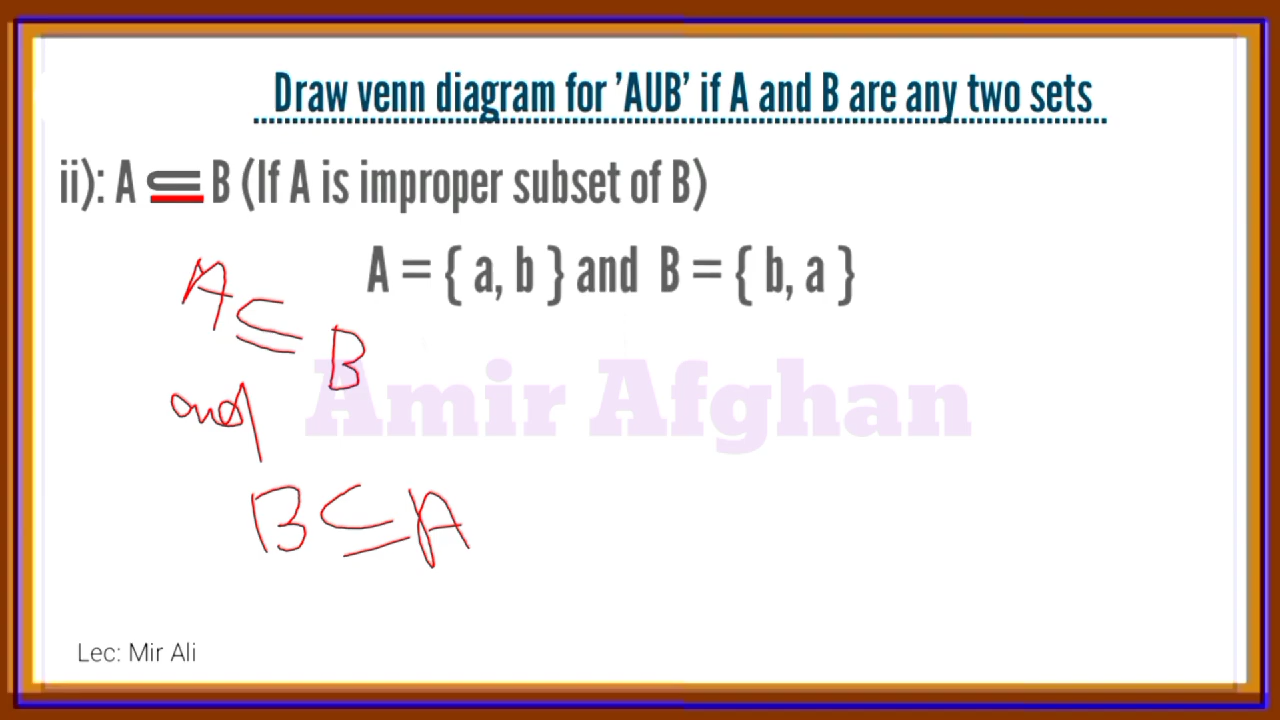 Draw venn diagram for 'AUB' if A and B are any two sets
ii): A ⊆ B (If A is improper subset of B)
A = { a, b } and B = { b, a }
A ⊆ B
Amir Afghan
and
B ⊆ A
Lec: Mir Ali